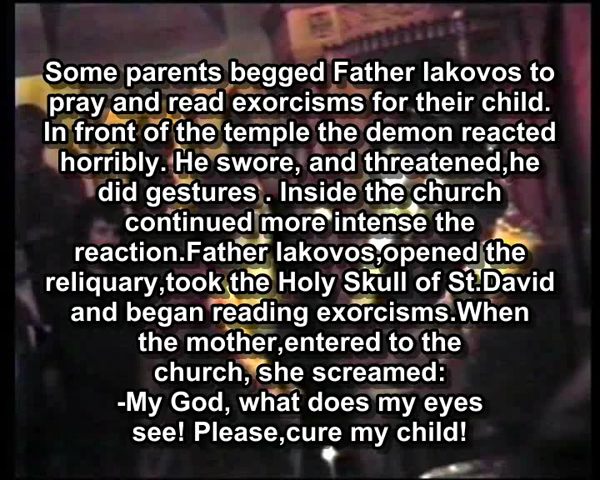 Some parents begged Father Iakovos to
pray and read exorcisms for their child.
In front of the temple the demon reacted
horribly. He swore, and threatened,he
did gestures . Inside the church
continued more intense the
reaction.Father Iakovos,opened the
reliquary,took the Holy Skull of St.David
and began reading exorcisms.When
the mother,entered to the
church, she screamed:
-My God, what does my eyes
see! Please,cure my child!